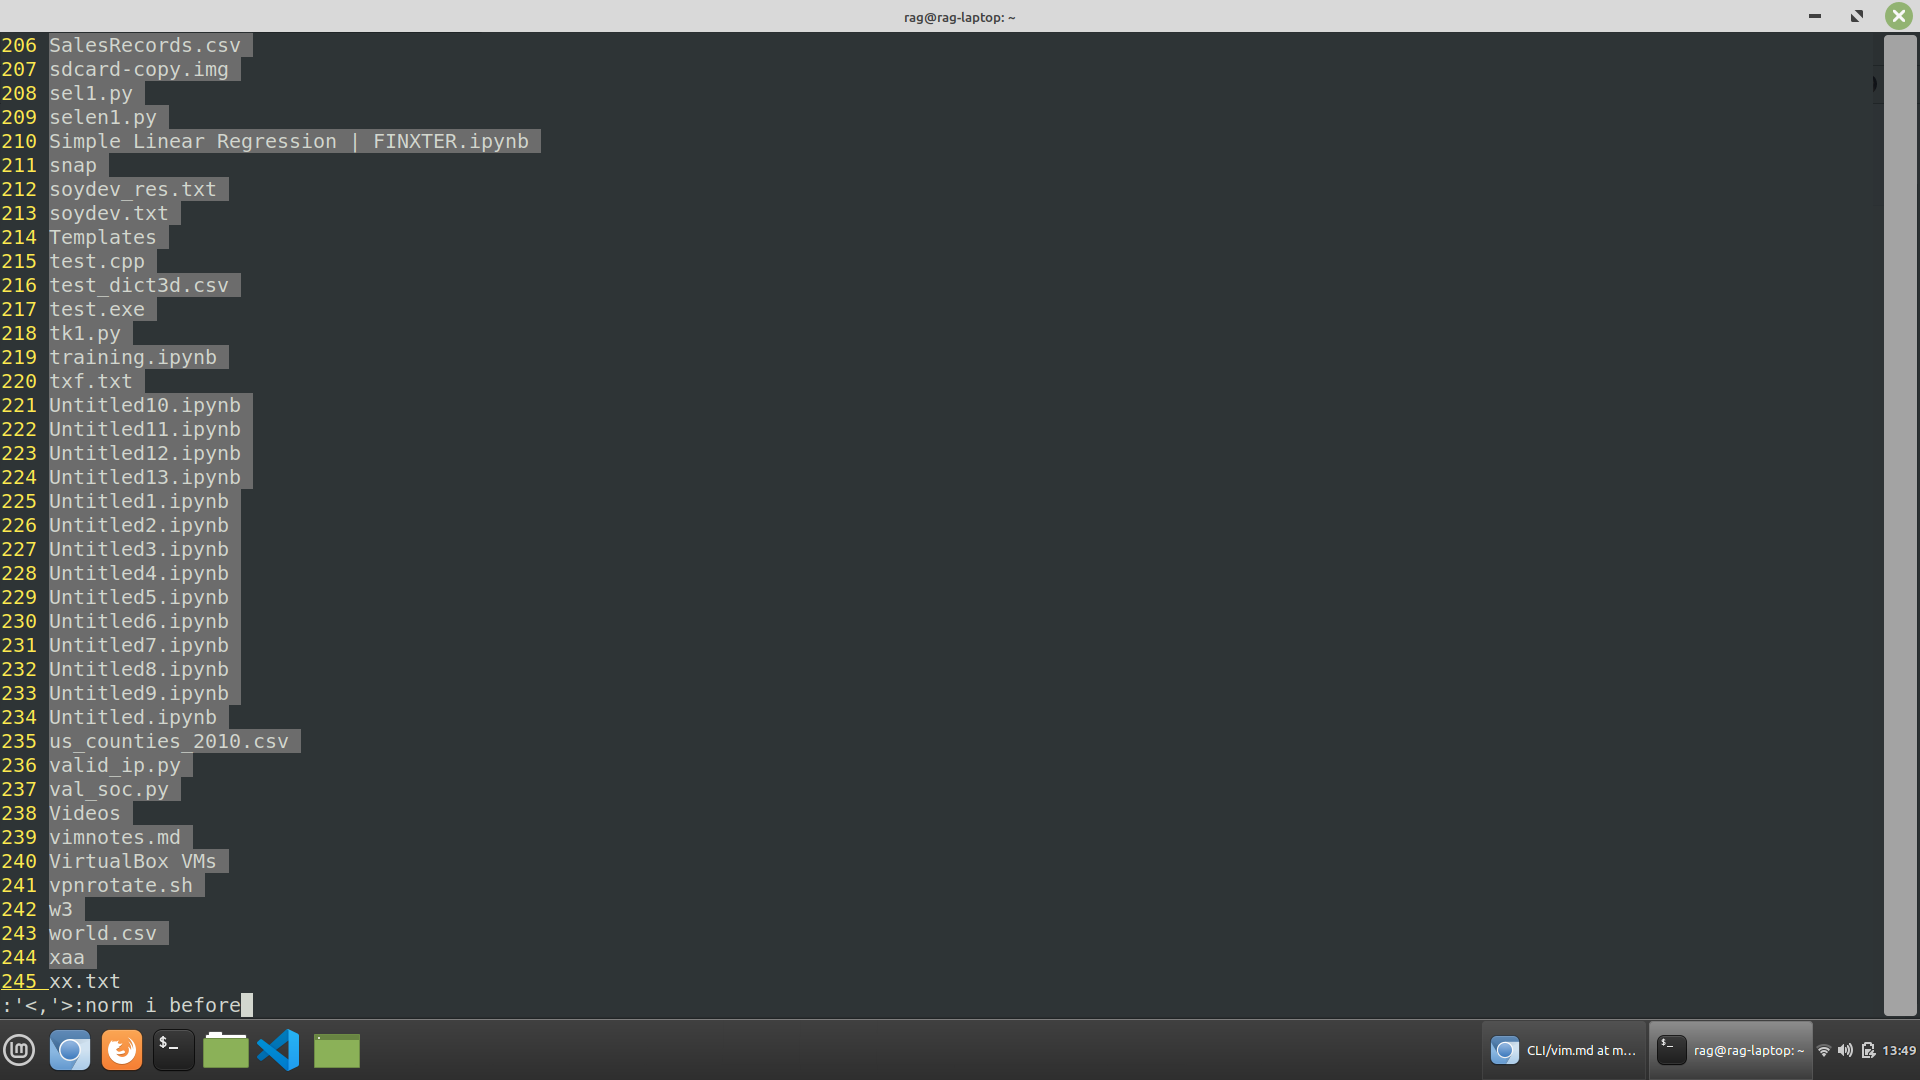 rag@rag-laptop: ~
206 SalesRecords.csv
207 sdcard-copy.img
208 sel1.py
209 selen1.py
210 Simple Linear Regression | FINXTER.ipynb
211 snap
212 soydev_res.txt
213 soydev.txt
214 Templates
215 test.cpp
216 test_dict3d.csv
217 test.exe
218 tk1.py
219 training.ipynb
220 txf.txt
221 Untitled10.ipynb
222 Untitled11.ipynb
223 Untitled12.ipynb
224 Untitled13.ipynb
225 Untitled1.ipynb
226 Untitled2.ipynb
227 Untitled3.ipynb
228 Untitled4.ipynb
229 Untitled5.ipynb
230 Untitled6.ipynb
231 Untitled7.ipynb
232 Untitled8.ipynb
233 Untitled9.ipynb
234 Untitled.ipynb
235 us_counties_2010.csv
236 valid_ip.py
237 val_soc.py
238 Videos
239 vimnotes.md
240 VirtualBox VMs
241 vpnrotate.sh
242 w3
243 world.csv
244 xaa
245 xx.txt
:'<,'>:norm i before
$_ CLI/vim.md at m... $_ rag@rag-laptop: ~ 13:49